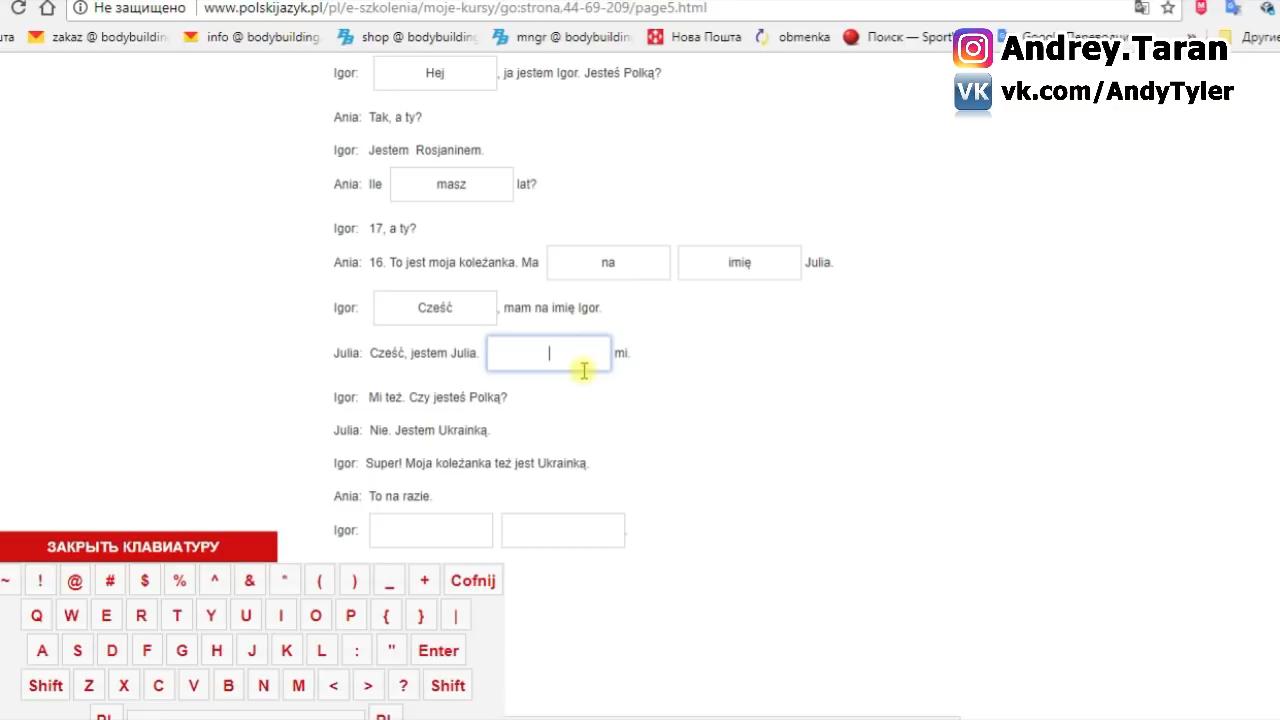 Не защищено www.polskijazyk.pl/pl/e-szkolenia/moje-kursy/go:strona,44-69-209/page5.html
zakaz @ bodybuilding info @ bodybuilding. shop @ bodybuilding mngr @ bodybuilding Нова Пошта obmenka Поиск — Sport Другие
Andrey.Taran
vk.com/AndyTyler
Igor: Hej , ja jestem Igor. Jesteś Polką?
Ania: Tak, a ty?
Igor: Jestem Rosjaninem.
Ania: Ile masz lat?
Igor: 17, a ty?
Ania: 16. To jest moja koleżanka. Ma na imię Julia.
Igor: Cześć , mam na imię Igor.
Julia: Cześć, jestem Julia. mi.
Igor: Mi też. Czy jesteś Polką?
Julia: Nie. Jestem Ukrainką.
Igor: Super! Moja koleżanka też jest Ukrainką.
Ania: To na razie.
Igor: .
ЗАКРЫТЬ КЛАВИАТУРУ
~ ! @ # $ % ^ & * ( ) _ + Cofnij
Q W E R T Y U I O P { } |
A S D F G H J K L : " Enter
Shift Z X C V B N M < > ? Shift